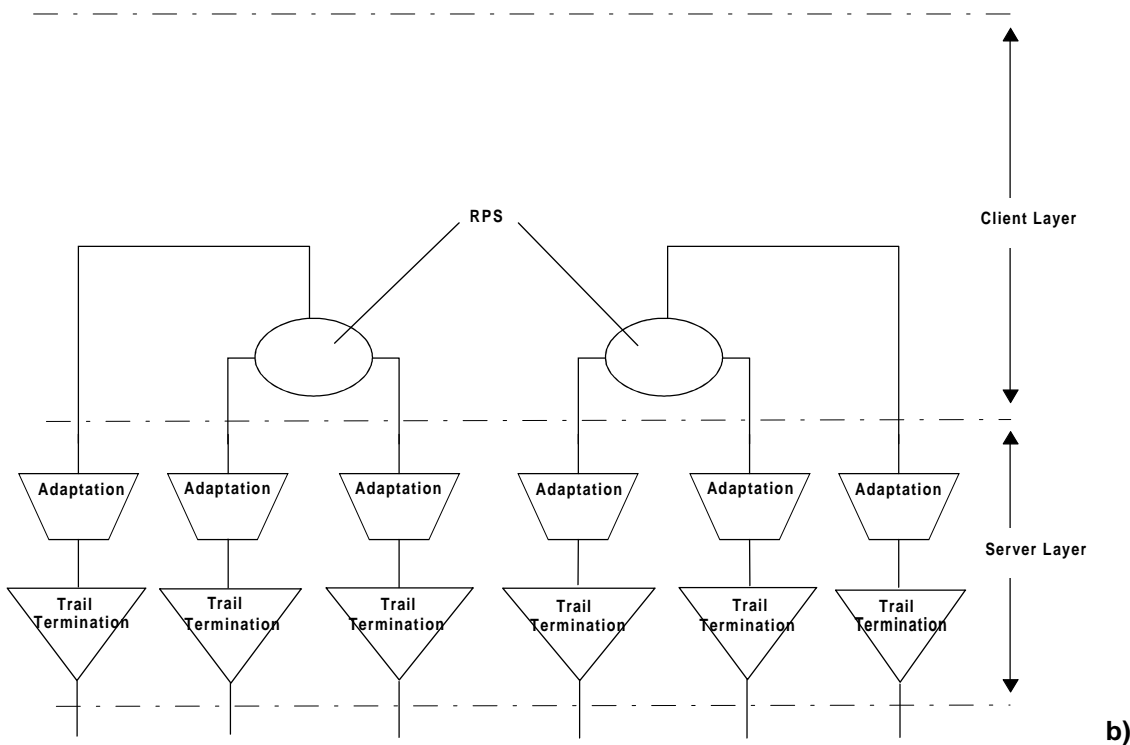 RPS
Client Layer
Adaptation
Adaptation
Adaptation
Adaptation
Adaptation
Adaptation
Server Layer
Trail
Termination
Trail
Termination
Trail
Termination
Trail
Termination
Trail
Termination
Trail
Termination
b)